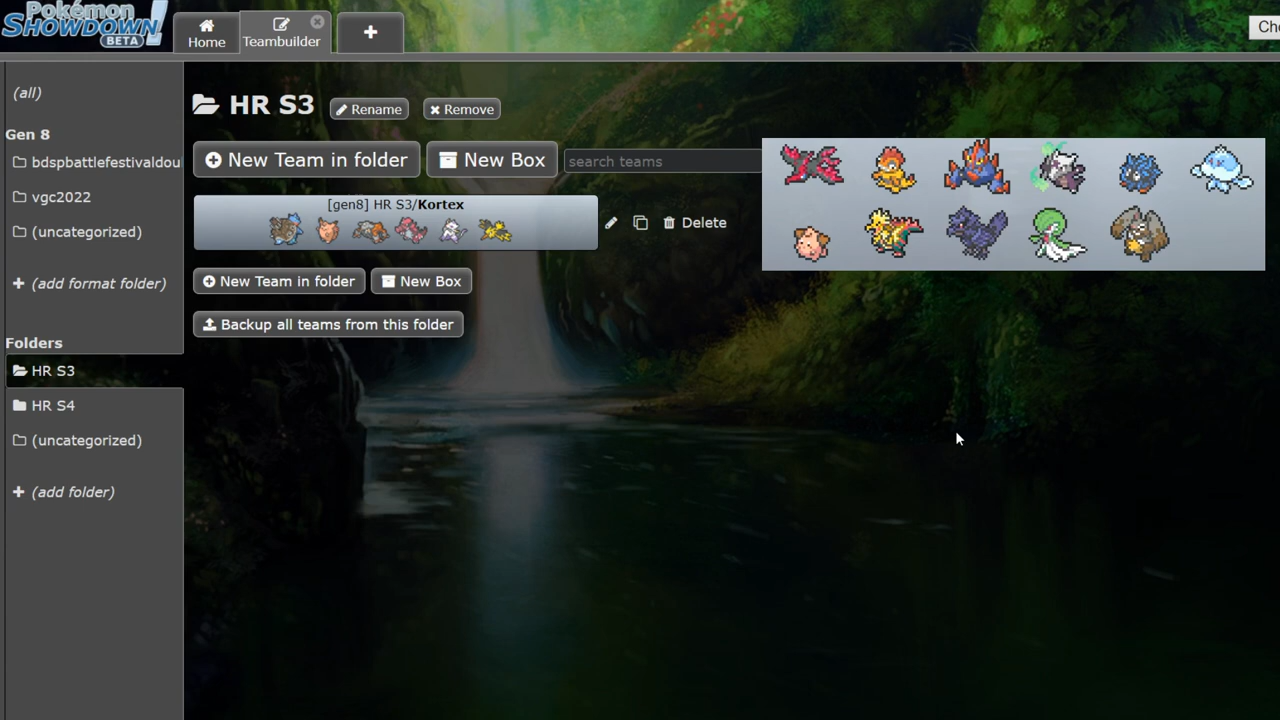 Pokémon
SHOWDOWN!
BETA
Home
Teambuilder
Cho
(all)
Gen 8
bdspbattlefestivaldou
vgc2022
(uncategorized)
(add format folder)
Folders
HR S3
HR S4
(uncategorized)
(add folder)
HR S3
Rename
Remove
New Team in folder
New Box
search teams
[gen8] HR S3/Kortex
Delete
New Team in folder
New Box
Backup all teams from this folder